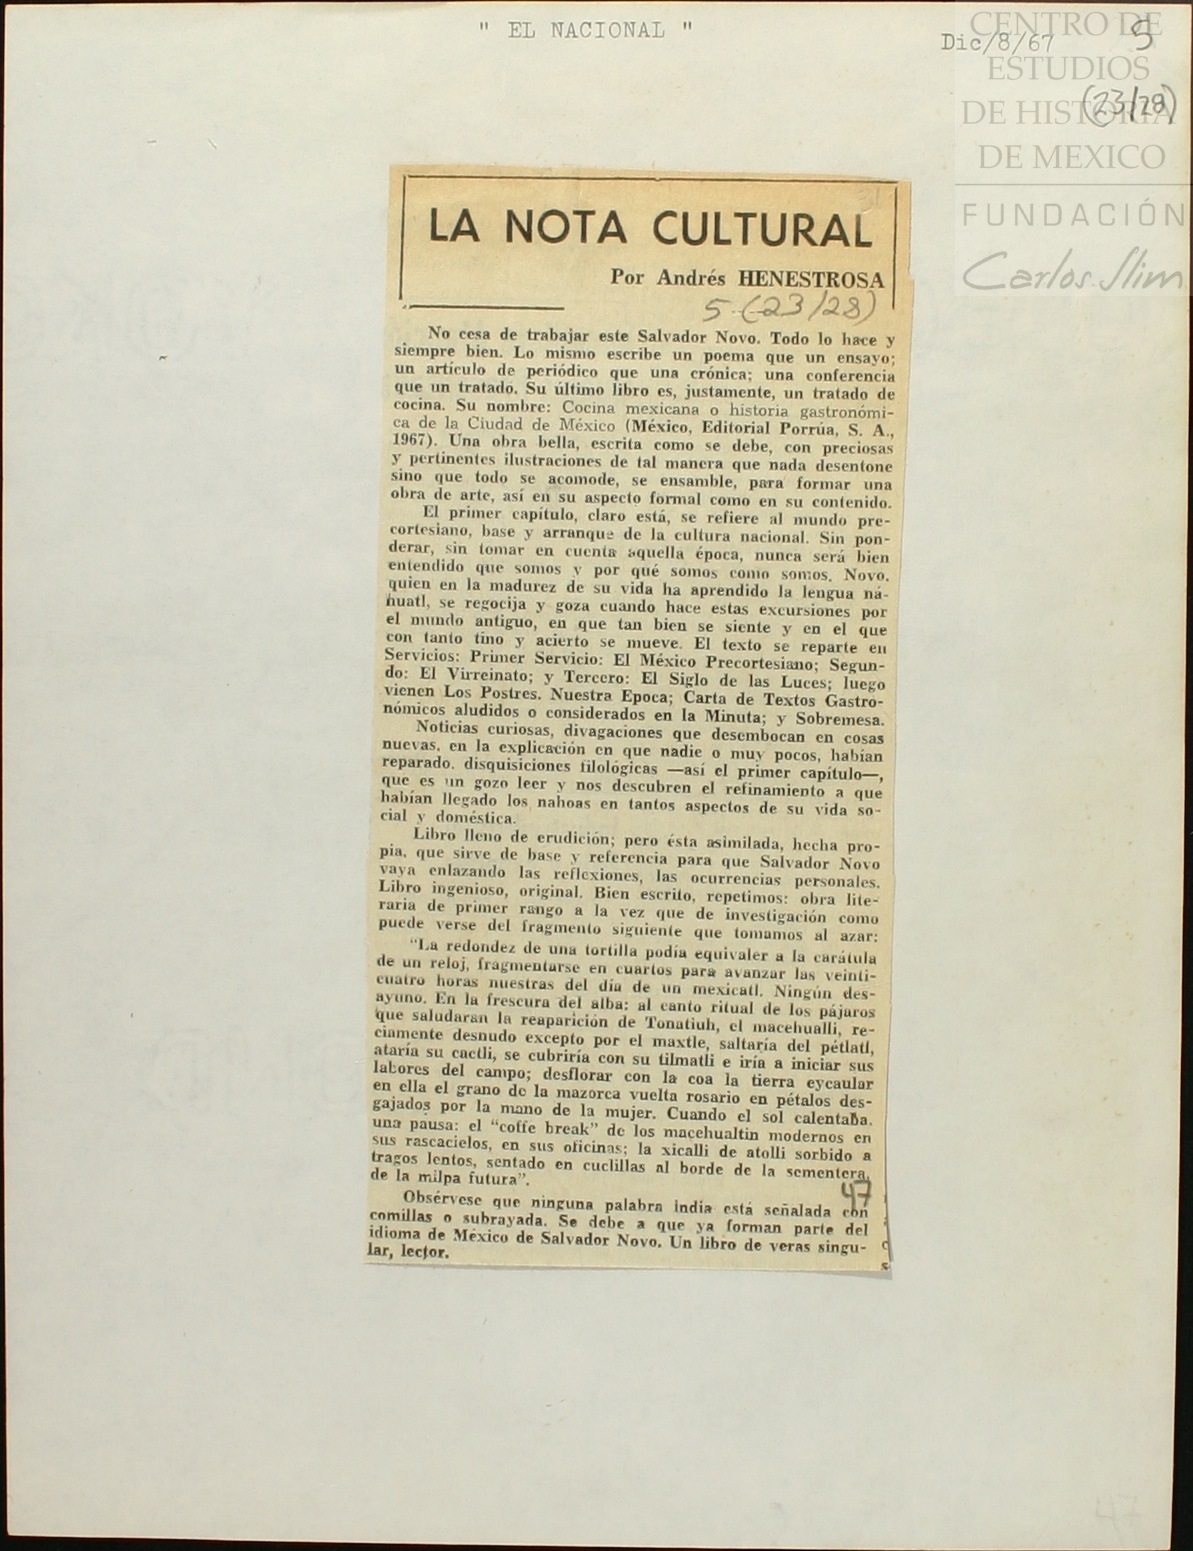 " EL NACIONAL "
Dic/8/67
5
(23/28)
CENTRO DE
ESTUDIOS
DE HISTORIA
DE MEXICO
FUNDACIÓN
Carlos Slim
LA NOTA CULTURAL
Por Andrés HENESTROSA
5-(23/28)
No cesa de trabajar este Salvador Novo. Todo lo hace y
siempre bien. Lo mismo escribe un poema que un ensayo;
un artículo de periódico que una crónica; una conferencia
que un tratado. Su último libro es, justamente, un tratado de
cocina. Su nombre: Cocina mexicana o historia gastronómi-
ca de la Ciudad de México (México, Editorial Porrúa, S. A.,
1967). Una obra bella, escrita como se debe, con preciosas
y pertinentes ilustraciones de tal manera que nada desentone
sino que todo se acomode, se ensamble, para formar una
obra de arte, así en su aspecto formal como en su contenido.
El primer capítulo, claro está, se refiere al mundo pre-
cortesiano, base y arranque de la cultura nacional. Sin pon-
derar, sin tomar en cuenta aquella época, nunca será bien
entendido que somos y por qué somos como somos. Novo,
quien en la madurez de su vida ha aprendido la lengua ná-
huatl, se regocija y goza cuando hace estas excursiones por
el mundo antiguo, en que tan bien se siente y en el que
con tanto tino y acierto se mueve. El texto se reparte en
Servicios: Primer Servicio: El México Precortesiano; Segun-
do: El Virreinato; y Tercero: El Siglo de las Luces; luego
vienen Los Postres. Nuestra Epoca; Carta de Textos Gastro-
nómicos aludidos o considerados en la Minuta; y Sobremesa.
Noticias curiosas, divagaciones que desembocan en cosas
nuevas, en la explicación en que nadie o muy pocos, habían
reparado, disquisiciones filológicas —así el primer capítulo—,
que es un gozo leer y nos descubren el refinamiento a que
habían llegado los nahoas en tantos aspectos de su vida so-
cial y doméstica.
Libro lleno de erudición; pero ésta asimilada, hecha pro-
pia, que sirve de base y referencia para que Salvador Novo
vaya enlazando las reflexiones, las ocurrencias personales.
Libro ingenioso, original. Bien escrito, repetimos: obra lite-
raria de primer rango a la vez que de investigación como
puede verse del fragmento siguiente que tomamos al azar:
"La redondez de una tortilla podía equivaler a la carátula
de un reloj, fragmentarse en cuartos para avanzar las veinti-
cuatro horas nuestras del día de un mexicatl. Ningún des-
ayuno. En la frescura del alba; al canto ritual de los pájaros
que saludaran la reaparición de Tonatiuh, el macehualli, re-
ciamente desnudo excepto por el maxtle, saltaría del pétlatl,
ataría su cactli, se cubriría con su tilmatli e iría a iniciar sus
labores del campo; desflorar con la coa la tierra eycaular
en ella el grano de la mazorca vuelta rosario en pétalos des-
gajados por la mano de la mujer. Cuando el sol calentaba,
una pausa: el "coffe break" de los macehualtin modernos en
sus rascacielos, en sus oficinas; la xicalli de atolli sorbido a
tragos lentos, sentado en cuclillas al borde de la sementera,
de la milpa futura".
47
Obsérvese que ninguna palabra india está señalada con
comillas o subrayada. Se debe a que ya forman parte del
idioma de México de Salvador Novo. Un libro de veras singu-
lar, lector.
47